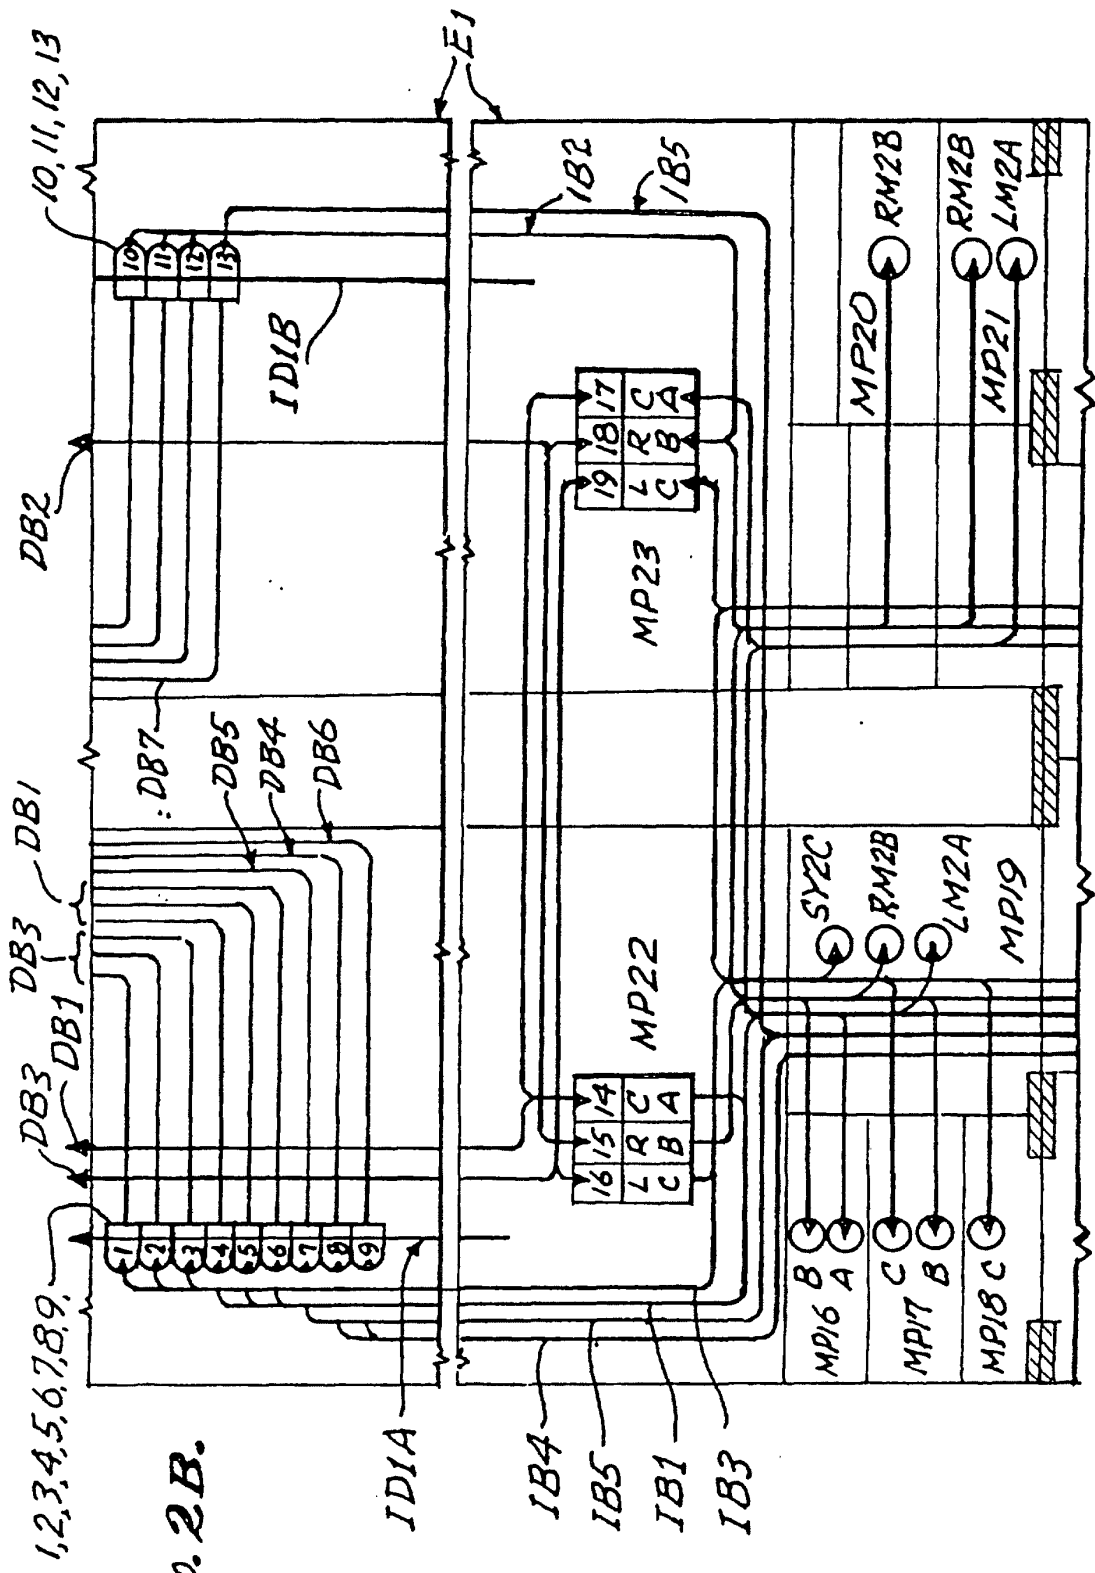 1,2,3,4,5,6,7,8,9.
DB3
DB1
DB3
DB1
DB2
10,11,12,13
E1
DB7
DB5
DB4
DB6
1
2
3
4
5
6
7
8
9
10
11
12
13
ID1B
ID1A
IB2
IB5
16 15 14
L R C
C B A
MP22
19 18 17
L R C
C B A
MP23
IB4
IB5
IB1
IB3
MP16 B
A
MP17 C
B
MP18 C
SY2C
RM2B
LM2A
MP19
MP20
RM2B
MP21
RM2B
LM2A
2B.